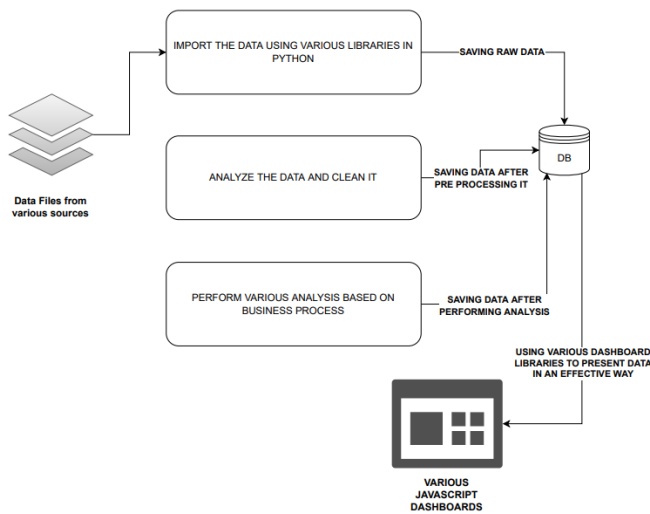 IMPORT THE DATA USING VARIOUS LIBRARIES IN
PYTHON
SAVING RAW DATA
Data Files from
various sources
ANALYZE THE DATA AND CLEAN IT
SAVING DATA AFTER
PRE PROCESSING IT
DB
PERFORM VARIOUS ANALYSIS BASED ON
BUSINESS PROCESS
SAVING DATA AFTER
PERFORMING ANALYSIS
USING VARIOUS DASHBOARD
LIBRARIES TO PRESENT DATA
IN AN EFFECTIVE WAY
VARIOUS
JAVASCRIPT
DASHBOARDS